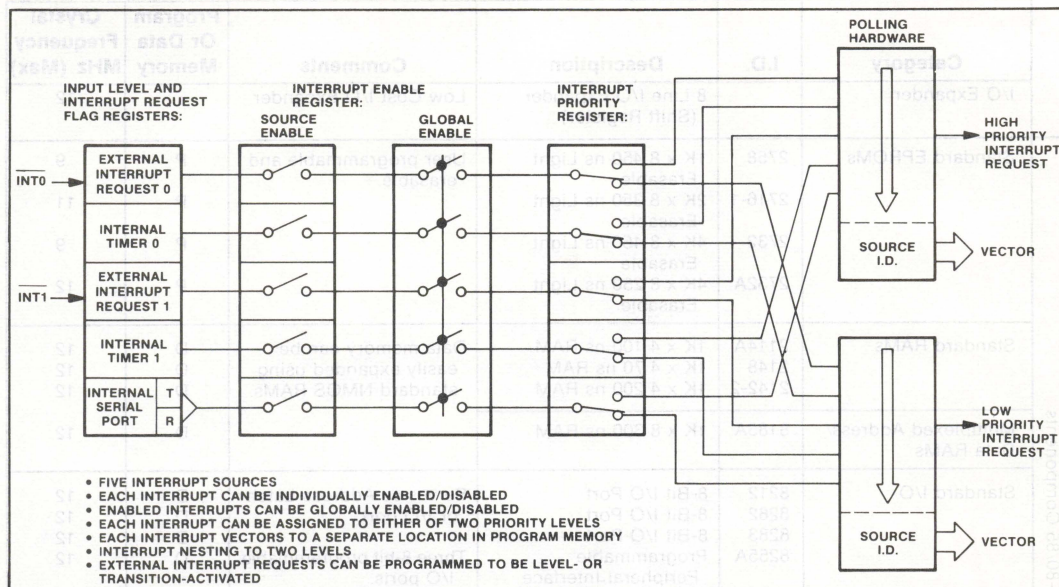 POLLING
HARDWARE
INPUT LEVEL AND
INTERRUPT REQUEST
FLAG REGISTERS:
INTERRUPT ENABLE
REGISTER:
SOURCE
ENABLE
GLOBAL
ENABLE
INTERRUPT
PRIORITY
REGISTER:
HIGH
PRIORITY
INTERRUPT
REQUEST
INT0
EXTERNAL
INTERRUPT
REQUEST 0
INTERNAL
TIMER 0
SOURCE
I.D.
VECTOR
INT1
EXTERNAL
INTERRUPT
REQUEST 1
INTERNAL
TIMER 1
INTERNAL
SERIAL
PORT
T
R
LOW
PRIORITY
INTERRUPT
REQUEST
SOURCE
I.D.
VECTOR
• FIVE INTERRUPT SOURCES
• EACH INTERRUPT CAN BE INDIVIDUALLY ENABLED/DISABLED
• ENABLED INTERRUPTS CAN BE GLOBALLY ENABLED/DISABLED
• EACH INTERRUPT CAN BE ASSIGNED TO EITHER OF TWO PRIORITY LEVELS
• EACH INTERRUPT VECTORS TO A SEPARATE LOCATION IN PROGRAM MEMORY
• INTERRUPT NESTING TO TWO LEVELS
• EXTERNAL INTERRUPT REQUESTS CAN BE PROGRAMMED TO BE LEVEL- OR
TRANSITION-ACTIVATED